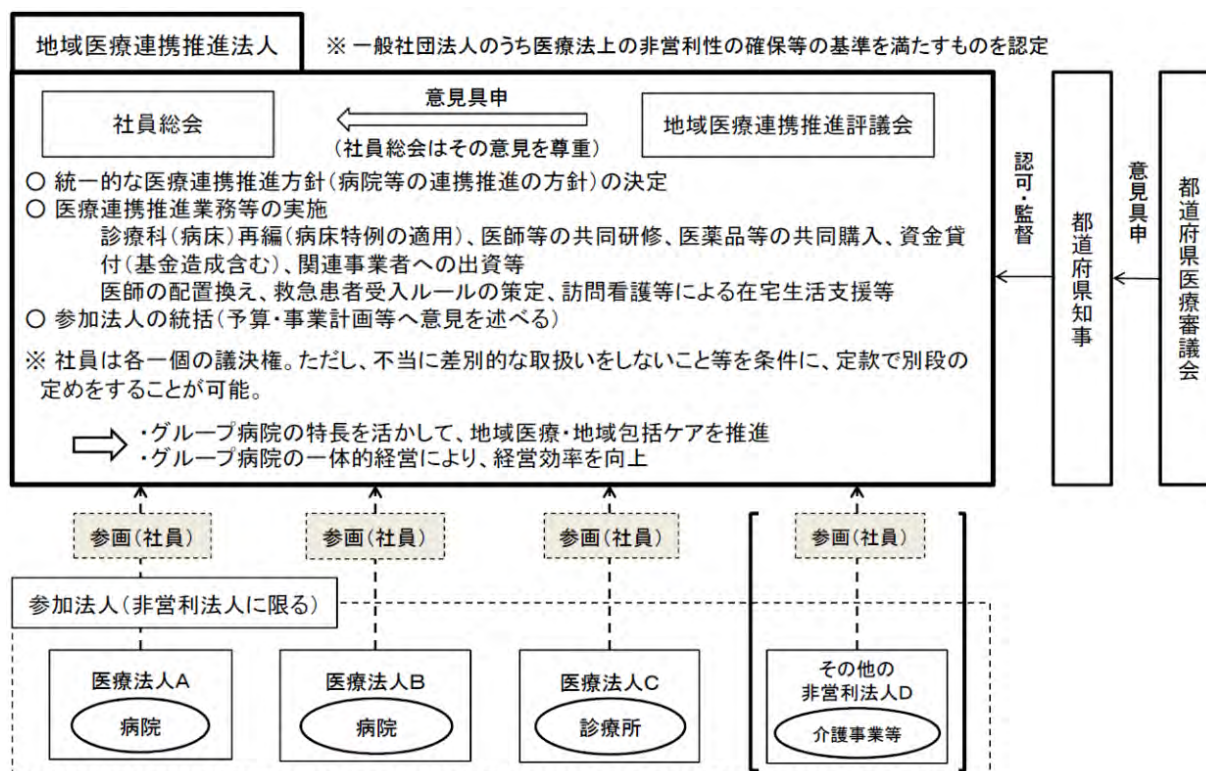 地域医療連携推進法人
※ 一般社団法人のうち医療法上の非営利性の確保等の基準を満たすものを認定
社員総会
意見具申
(社員総会はその意見を尊重)
地域医療連携推進評議会
○ 統一的な医療連携推進方針(病院等の連携推進の方針)の決定
○ 医療連携推進業務等の実施
診療科(病床)再編(病床特例の適用)、医師等の共同研修、医薬品等の共同購入、資金貸
付(基金造成含む)、関連事業者への出資等
医師の配置換え、救急患者受入ルールの策定、訪問看護等による在宅生活支援等
○ 参加法人の統括(予算・事業計画等へ意見を述べる)
※ 社員は各一個の議決権。ただし、不当に差別的な取扱いをしないこと等を条件に、定款で別段の
定めをすることが可能。
・グループ病院の特長を活かして、地域医療・地域包括ケアを推進
・グループ病院の一体的経営により、経営効率を向上
認可・監督
都道府県知事
意見具申
都道府県医療審議会
参画(社員)
参画(社員)
参画(社員)
参画(社員)
参加法人(非営利法人に限る)
医療法人A
病院
医療法人B
病院
医療法人C
診療所
その他の
非営利法人D
介護事業等